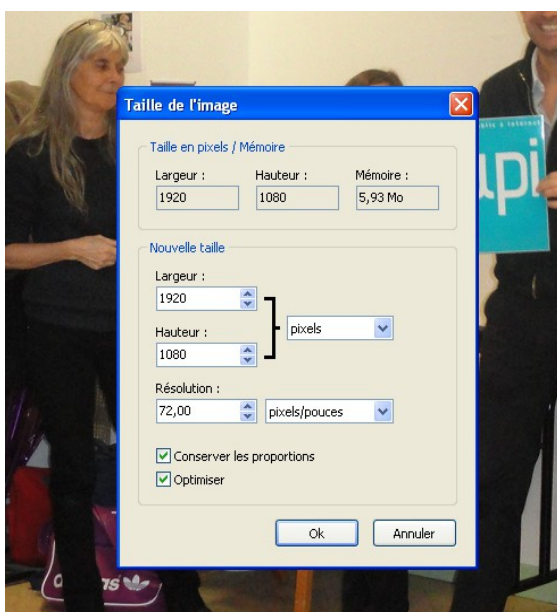 Taille de l'image
Taille en pixels / Mémoire
Largeur : Hauteur : Mémoire :
1920 1080 5,93 Mo
pi
Nouvelle taille
Largeur :
1920
pixels
Hauteur :
1080
Résolution :
72,00 pixels/pouces
Conserver les proportions
Optimiser
Ok Annuler
adidas